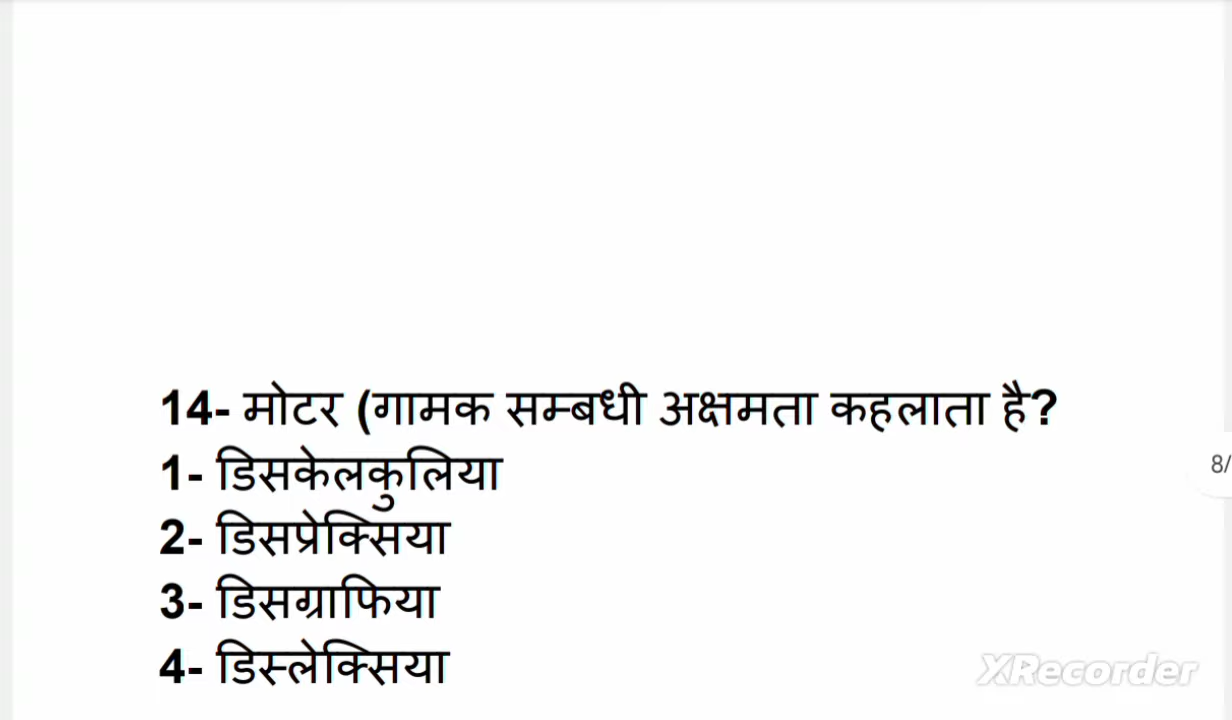 14- मोटर (गामक सम्बधी अक्षमता कहलाता है?
1- डिसकेलकुलिया
2- डिसप्रेक्सिया
3- डिसग्राफिया
4- डिस्लेक्सिया
8/
XRecorder